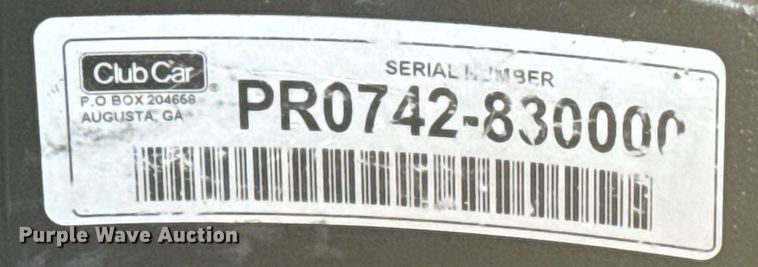 Club Car
SERIAL NUMBER
P.O BOX 204658
AUGUSTA, GA
PR0742-830000
Purple Wave Auction